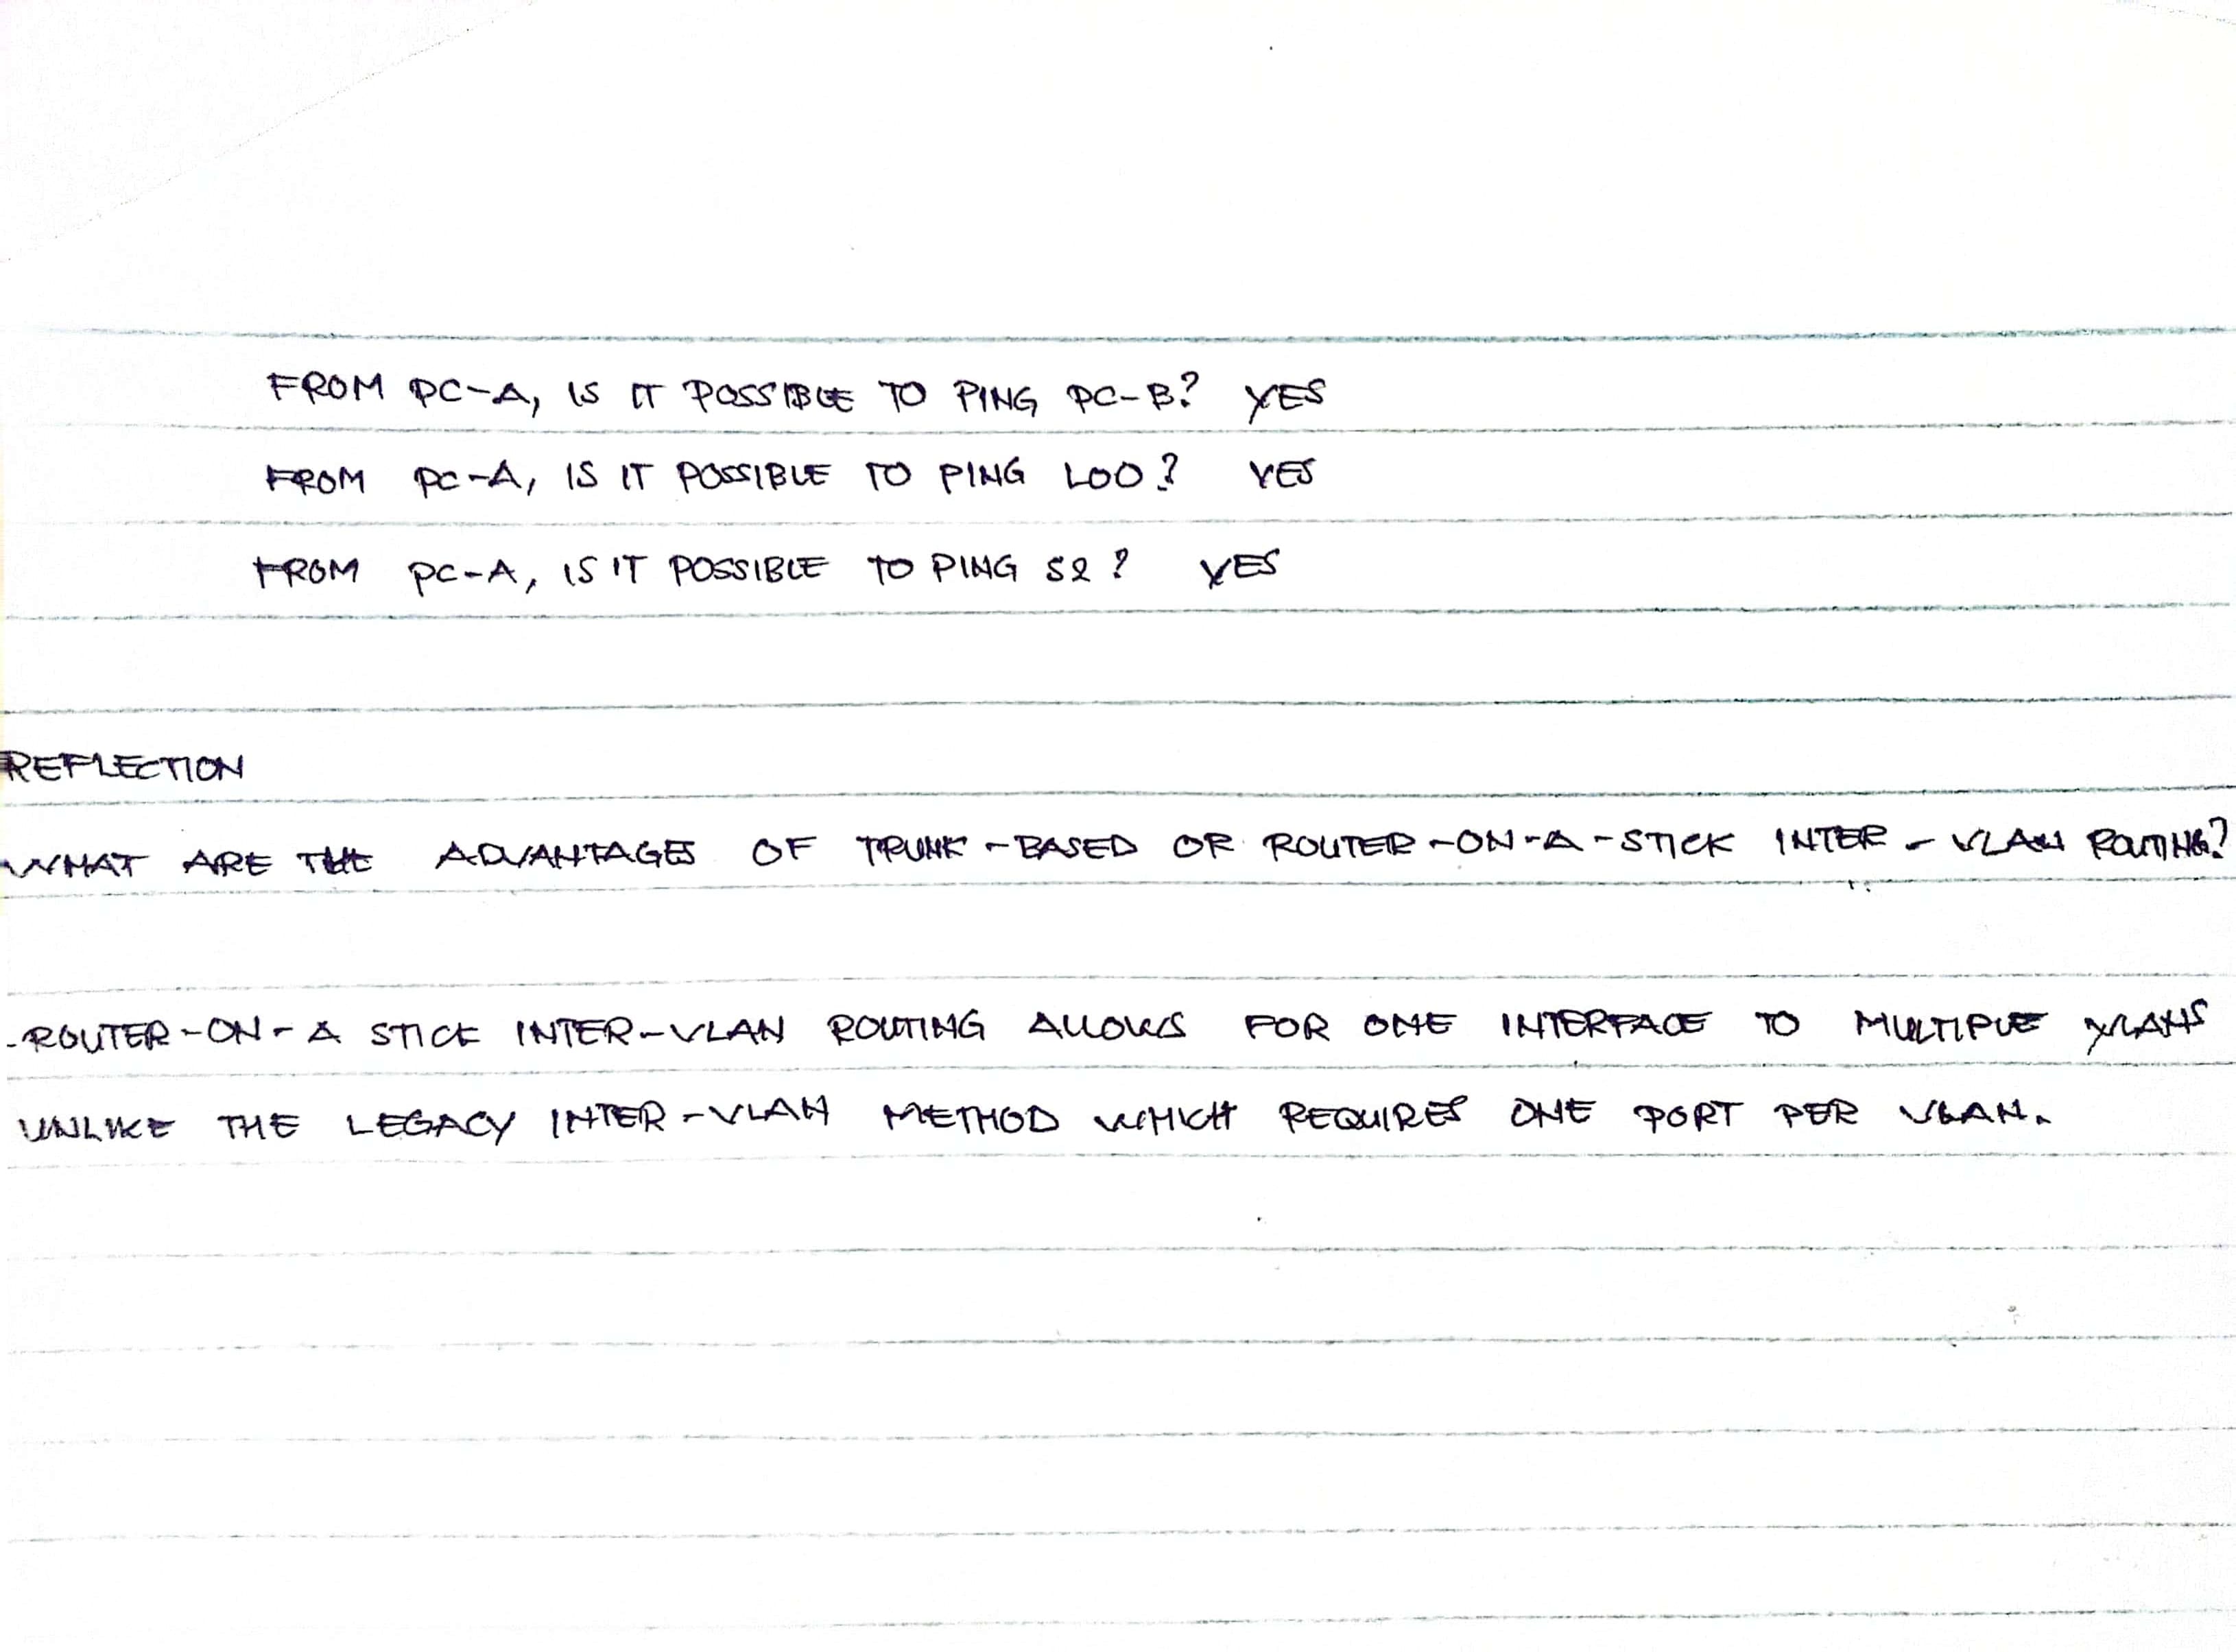 FROM PC-A, IS IT POSSIBLE TO PING PC-B? YES
FROM PC-A, IS IT POSSIBLE TO PING LOO? YES
FROM PC-A, IS IT POSSIBLE TO PING S2? YES
REFLECTION
WHAT ARE THE ADVANTAGES OF TRUNK-BASED OR ROUTER-ON-A-STICK INTER-VLAN ROUTING?
-ROUTER-ON-A STICK INTER-VLAN ROUTING ALLOWS FOR ONE INTERFACE TO MULTIPLE VLANS
UNLIKE THE LEGACY INTER-VLAN METHOD WHICH REQUIRES ONE PORT PER VLAN.